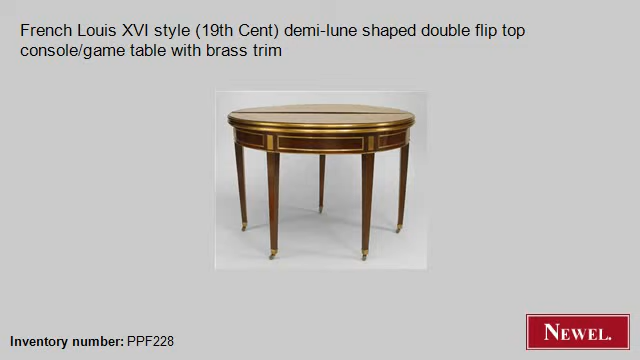 French Louis XVI style (19th Cent) demi-lune shaped double flip top
console/game table with brass trim
Inventory number: PPF228
NEWEL.